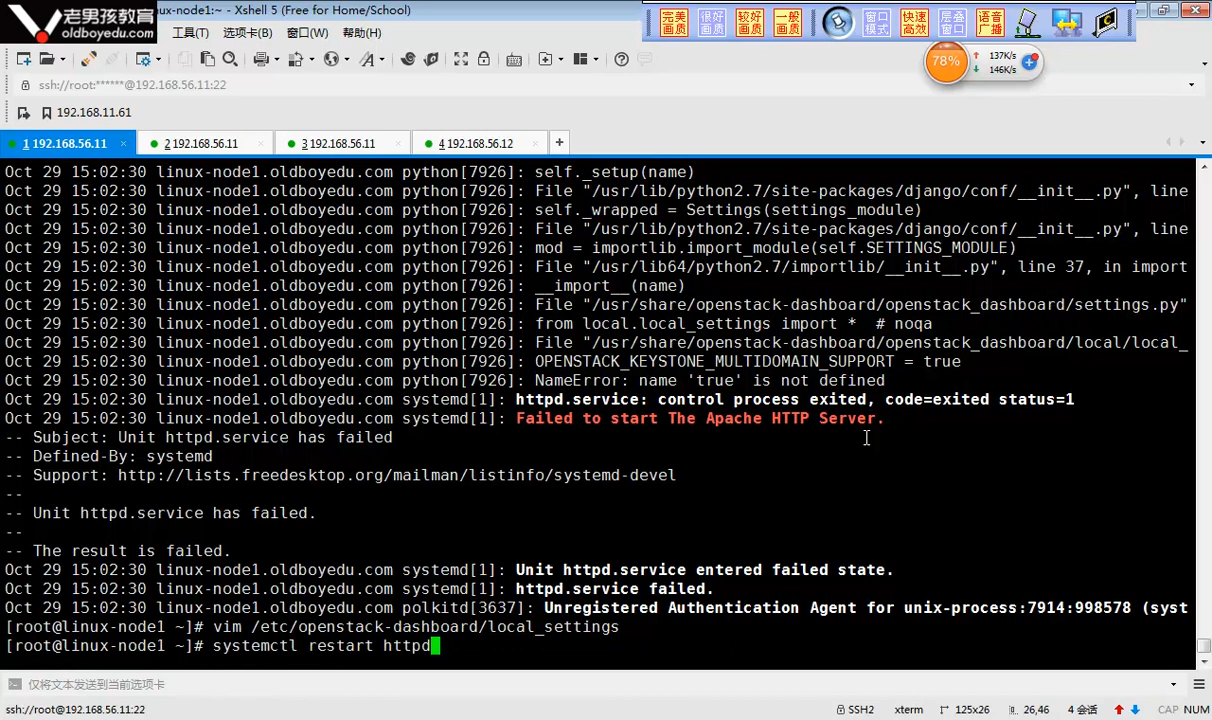 老男孩教育
oldboyedu.com
linux-node1:~ - Xshell 5 (Free for Home/School)
完美画质 很好画质 较好画质 一般画质 窗口模式 快速高效 层叠窗口 语音广播
工具(T) 选项卡(B) 窗口(W) 帮助(H)
78% 137K/s
146K/s
ssh://root:******@192.168.56.11:22
192.168.11.61
1 192.168.56.11 × 2 192.168.56.11 × 3 192.168.56.11 × 4 192.168.56.12 × +
Oct 29 15:02:30 linux-node1.oldboyedu.com python[7926]: self._setup(name)
Oct 29 15:02:30 linux-node1.oldboyedu.com python[7926]: File "/usr/lib/python2.7/site-packages/django/conf/__init__.py", line
Oct 29 15:02:30 linux-node1.oldboyedu.com python[7926]: self._wrapped = Settings(settings_module)
Oct 29 15:02:30 linux-node1.oldboyedu.com python[7926]: File "/usr/lib/python2.7/site-packages/django/conf/__init__.py", line
Oct 29 15:02:30 linux-node1.oldboyedu.com python[7926]: mod = importlib.import_module(self.SETTINGS_MODULE)
Oct 29 15:02:30 linux-node1.oldboyedu.com python[7926]: File "/usr/lib64/python2.7/importlib/__init__.py", line 37, in import
Oct 29 15:02:30 linux-node1.oldboyedu.com python[7926]: __import__(name)
Oct 29 15:02:30 linux-node1.oldboyedu.com python[7926]: File "/usr/share/openstack-dashboard/openstack_dashboard/settings.py"
Oct 29 15:02:30 linux-node1.oldboyedu.com python[7926]: from local.local_settings import *  # noqa
Oct 29 15:02:30 linux-node1.oldboyedu.com python[7926]: File "/usr/share/openstack-dashboard/openstack_dashboard/local/local_
Oct 29 15:02:30 linux-node1.oldboyedu.com python[7926]: OPENSTACK_KEYSTONE_MULTIDOMAIN_SUPPORT = true
Oct 29 15:02:30 linux-node1.oldboyedu.com python[7926]: NameError: name 'true' is not defined
Oct 29 15:02:30 linux-node1.oldboyedu.com systemd[1]: httpd.service: control process exited, code=exited status=1
Oct 29 15:02:30 linux-node1.oldboyedu.com systemd[1]: Failed to start The Apache HTTP Server.
-- Subject: Unit httpd.service has failed
-- Defined-By: systemd
-- Support: http://lists.freedesktop.org/mailman/listinfo/systemd-devel
--
-- Unit httpd.service has failed.
--
-- The result is failed.
Oct 29 15:02:30 linux-node1.oldboyedu.com systemd[1]: Unit httpd.service entered failed state.
Oct 29 15:02:30 linux-node1.oldboyedu.com systemd[1]: httpd.service failed.
Oct 29 15:02:30 linux-node1.oldboyedu.com polkitd[3637]: Unregistered Authentication Agent for unix-process:7914:998578 (syst
[root@linux-node1 ~]# vim /etc/openstack-dashboard/local_settings
[root@linux-node1 ~]# systemctl restart httpd
仅将文本发送到当前选项卡
ssh://root@192.168.56.11:22 SSH2 xterm 125x26 26,46 4 会话 CAP NUM